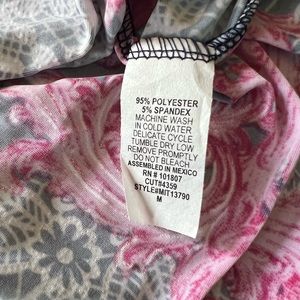 95% POLYESTER
5% SPANDEX
MACHINE WASH
IN COLD WATER
DELICATE CYCLE
TUMBLE DRY LOW
REMOVE PROMPTLY
DO NOT BLEACH
ASSEMBLED IN MEXICO
RN # 101807
CUT#4359
STYLE#MIT13790
M